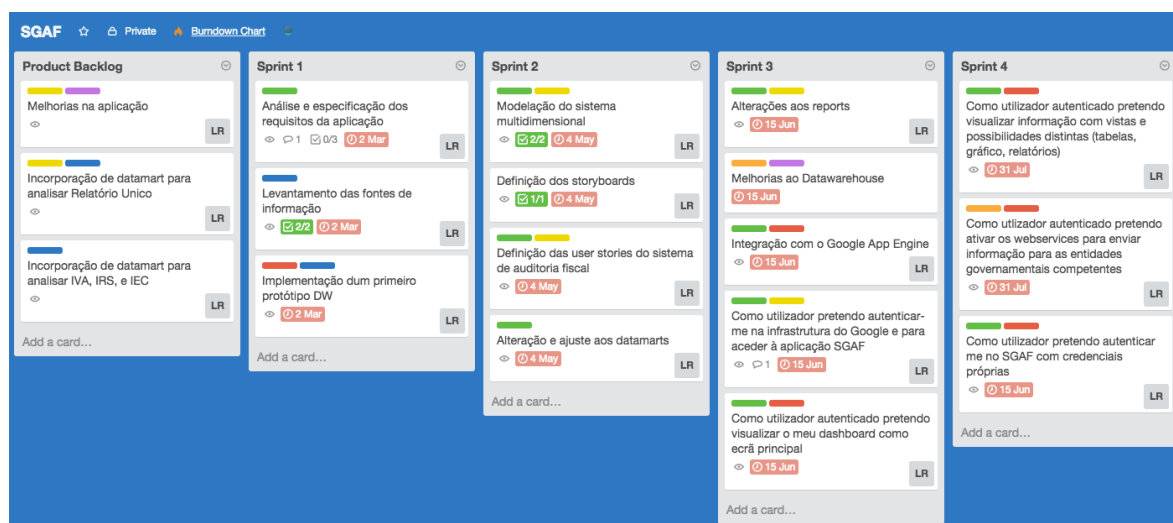 SGAF Private Burndown Chart
Product Backlog
Melhorias na aplicação
LR
Incorporação de datamart para
analisar Relatório Unico
LR
Incorporação de datamart para
analisar IVA, IRS, e IEC
LR
Add a card...
Sprint 1
Análise e especificação dos
requisitos da aplicação
1 0/3 2 Mar
LR
Levantamento das fontes de
informação
2/2 2 Mar
LR
Implementação dum primeiro
protótipo DW
2 Mar
LR
Add a card...
Sprint 2
Modelação do sistema
multidimensional
2/2 4 May
LR
Definição dos storyboards
1/1 4 May
LR
Definição das user stories do sistema
de auditoria fiscal
4 May
LR
Alteração e ajuste aos datamarts
4 May
LR
Add a card...
Sprint 3
Alterações aos reports
15 Jun
LR
Melhorias ao Datawarehouse
15 Jun
LR
Integração com o Google App Engine
15 Jun
LR
Como utilizador pretendo autenticar-
me na infrastrutura do Google e para
aceder à aplicação SGAF
1 15 Jun
LR
Como utilizador autenticado pretendo
visualizar o meu dashboard como
ecrã principal
15 Jun
LR
Add a card...
Sprint 4
Como utilizador autenticado pretendo
visualizar informação com vistas e
possibilidades distintas (tabelas,
gráfico, relatórios)
31 Jul
LR
Como utlizador autenticado pretendo
ativar os webservices para enviar
informação para as entidades
governamentais competentes
31 Jul
LR
Como utilizador pretendo autenticar
me no SGAF com credenciais
próprias
15 Jun
LR
Add a card...